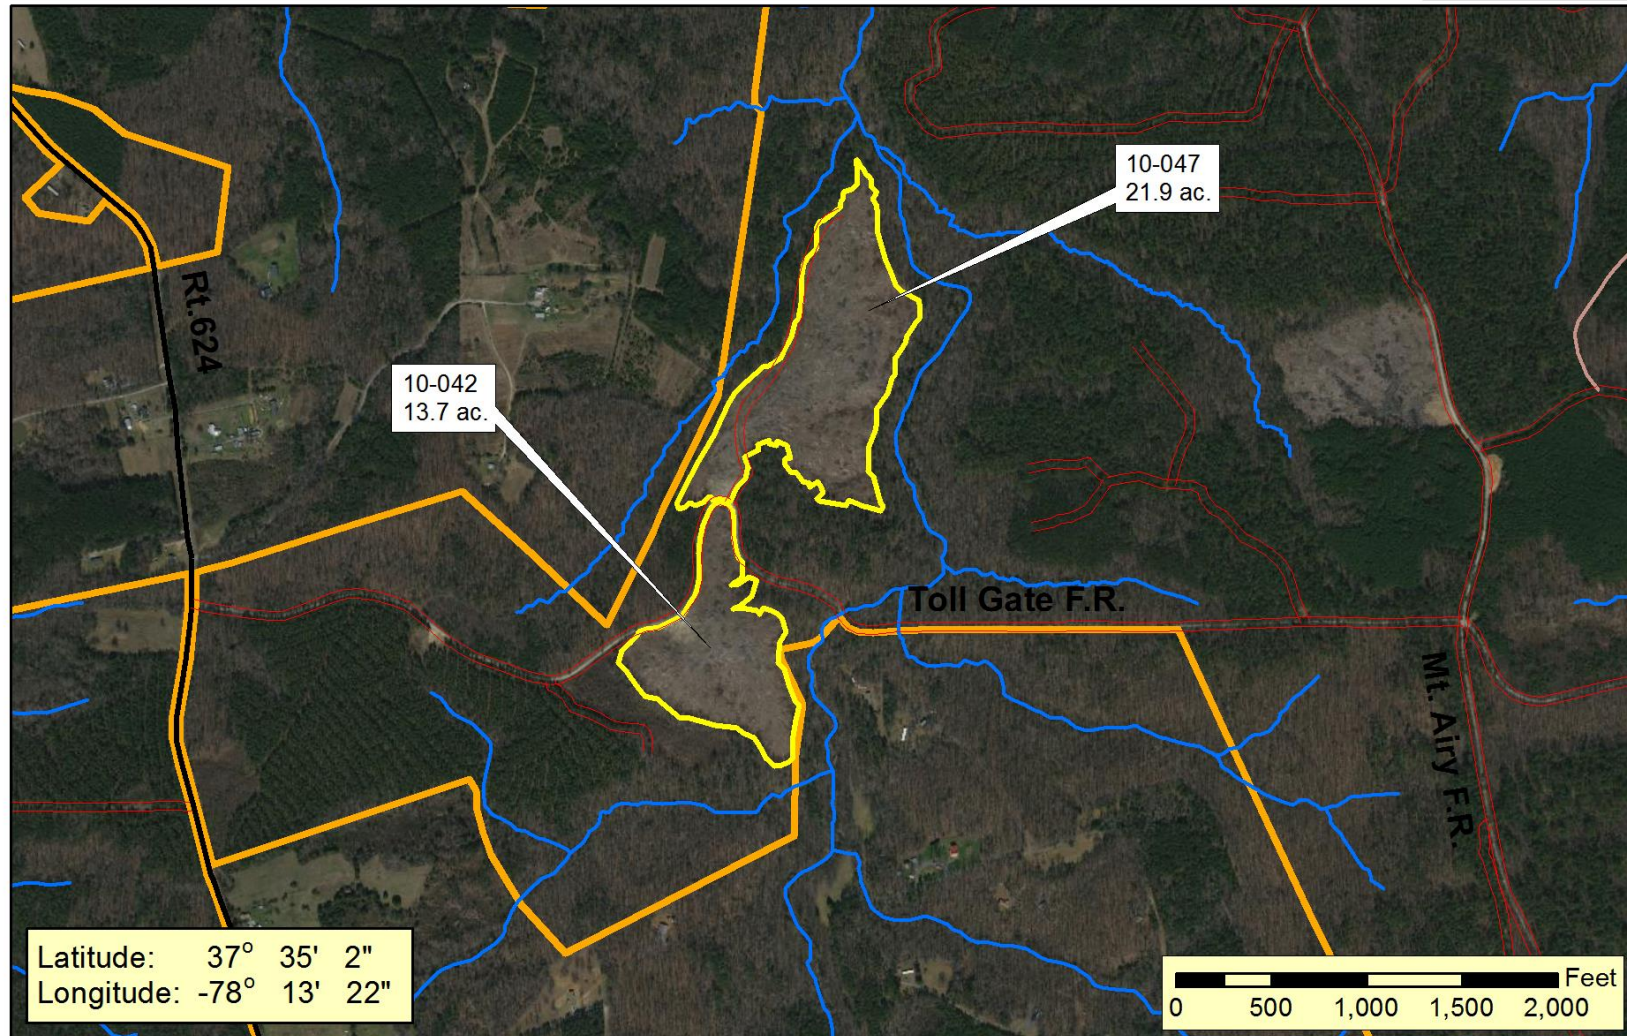 10-047
21.9 ac.
Rt.624
10-042
13.7 ac.
Toll Gate F.R.
Mt. Airy F.R.
Latitude: 37° 35' 2"
Longitude: -78° 13' 22"
Feet
0 500 1,000 1,500 2,000